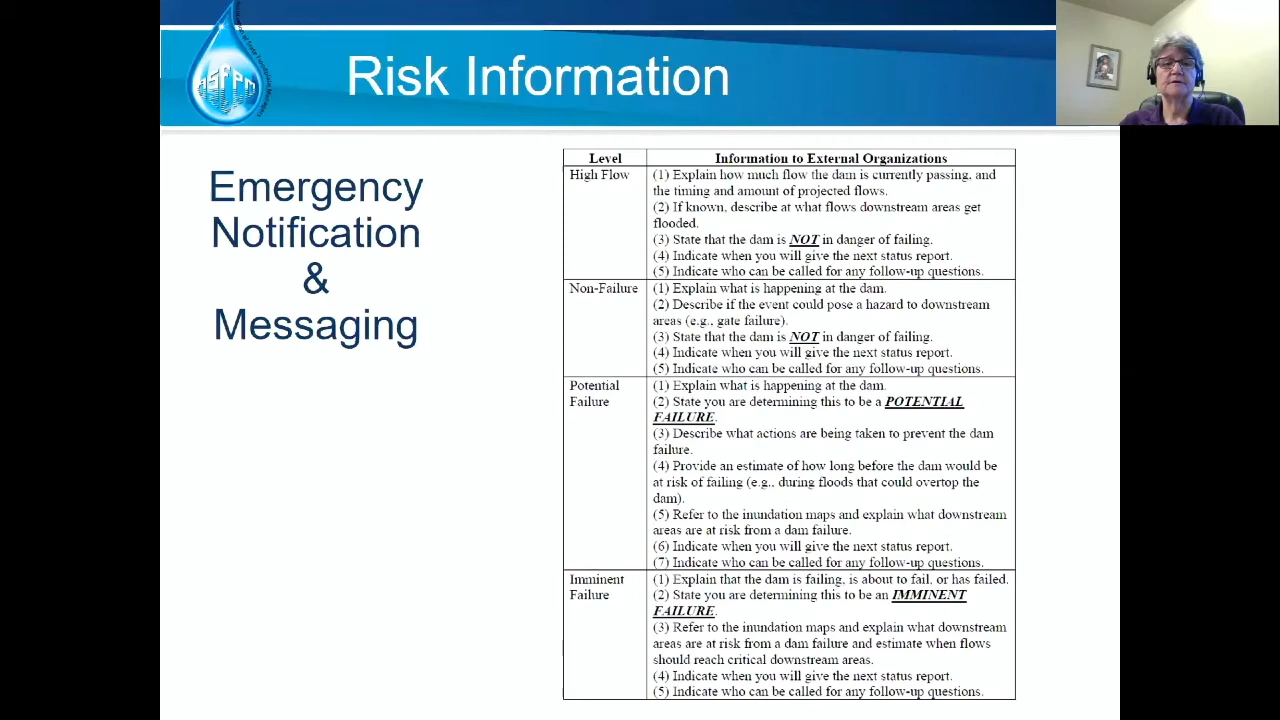 Risk Information
ASFPM
Emergency
Notification
&
Messaging
Level Information to External Organizations
High Flow (1) Explain how much flow the dam is currently passing, and
the timing and amount of projected flows.
(2) If known, describe at what flows downstream areas get
flooded.
(3) State that the dam is NOT in danger of failing.
(4) Indicate when you will give the next status report.
(5) Indicate who can be called for any follow-up questions.
Non-Failure (1) Explain what is happening at the dam.
(2) Describe if the event could pose a hazard to downstream
areas (e.g., gate failure).
(3) State that the dam is NOT in danger of failing.
(4) Indicate when you will give the next status report.
(5) Indicate who can be called for any follow-up questions.
Potential (1) Explain what is happening at the dam.
Failure (2) State you are determining this to be a POTENTIAL
FAILURE.
(3) Describe what actions are being taken to prevent the dam
failure.
(4) Provide an estimate of how long before the dam would be
at risk of failing (e.g., during floods that could overtop the
dam).
(5) Refer to the inundation maps and explain what downstream
areas are at risk from a dam failure.
(6) Indicate when you will give the next status report.
(7) Indicate who can be called for any follow-up questions.
Imminent (1) Explain that the dam is failing, is about to fail, or has failed.
Failure (2) State you are determining this to be an IMMINENT
FAILURE.
(3) Refer to the inundation maps and explain what downstream
areas are at risk from a dam failure and estimate when flows
should reach critical downstream areas.
(4) Indicate when you will give the next status report.
(5) Indicate who can be called for any follow-up questions.